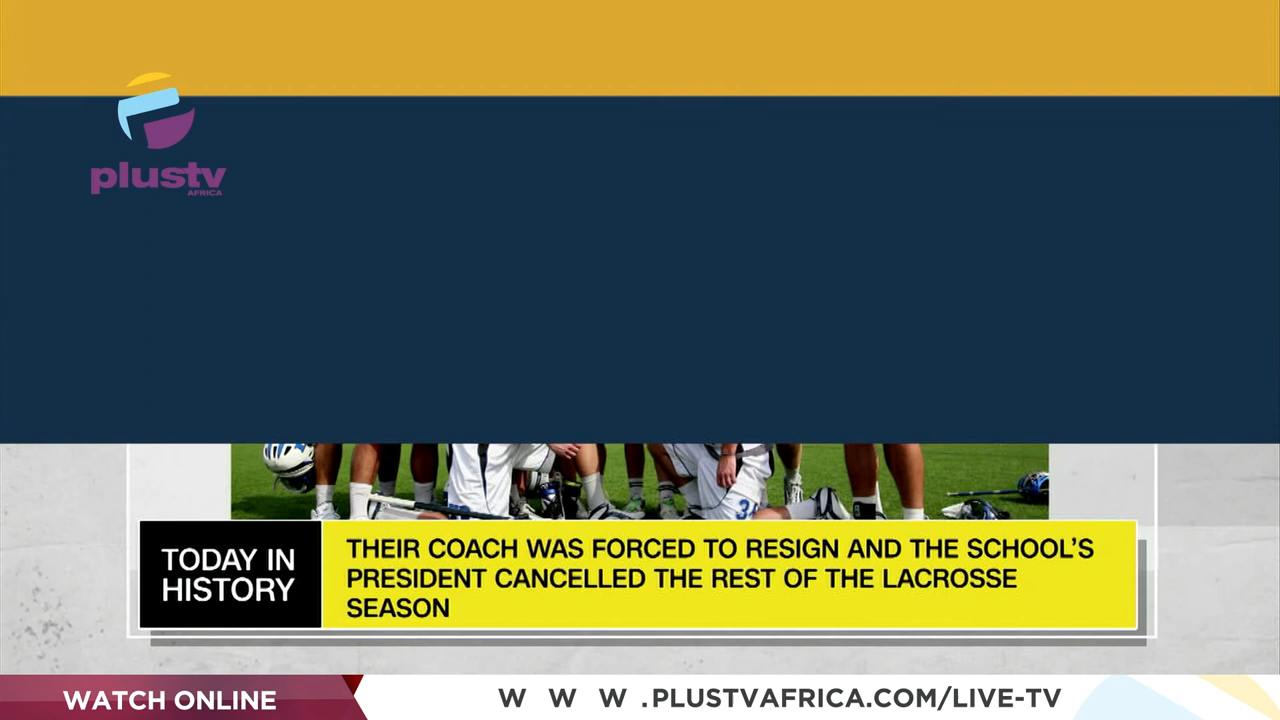 plustv
AFRICA
TODAY IN
HISTORY
THEIR COACH WAS FORCED TO RESIGN AND THE SCHOOL'S
PRESIDENT CANCELLED THE REST OF THE LACROSSE
SEASON
WATCH ONLINE
W W W .PLUSTVAFRICA.COM/LIVE-TV